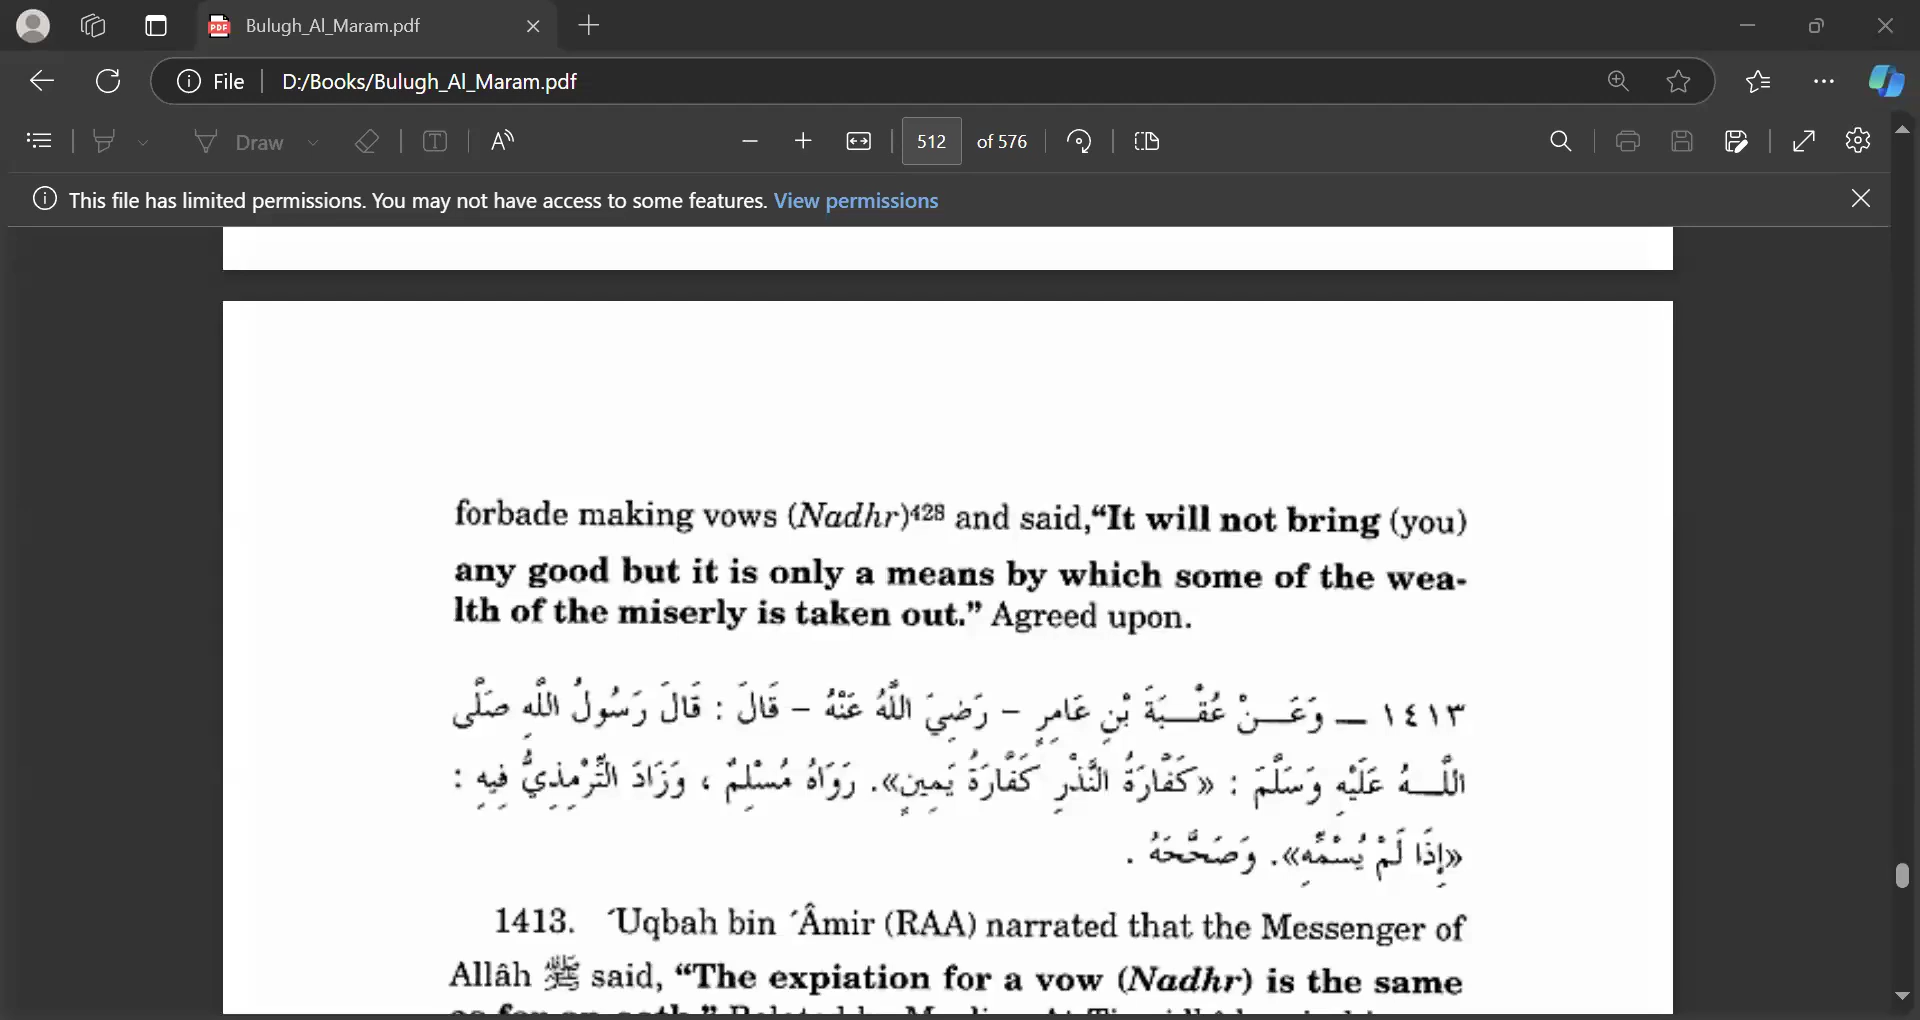 Bulugh_Al_Maram.pdf
File D:/Books/Bulugh_Al_Maram.pdf
Draw 512 of 576
This file has limited permissions. You may not have access to some features. View permissions
forbade making vows (Nadhr)428 and said,“It will not bring (you)
any good but it is only a means by which some of the wea-
lth of the miserly is taken out.” Agreed upon.
١٤١٣ — وَعَـــنْ عُقْـــبَةَ بْنِ عَامِرٍ – رَضِيَ اللَّهُ عَنْهُ – قَالَ : قَالَ رَسُولُ اللَّهِ صَلَّى
اللَّـــهُ عَلَيْهِ وَسَلَّمَ : «كَفَّارَةُ النَّذْرِ كَفَّارَةُ يَمِينٍ». رَوَاهُ مُسْلِمٌ ، وَزَادَ التِّرْمِذِيُّ فِيهِ :
«إِذَا لَمْ يُسَمِّهِ». وَصَحَّحَهُ .
1413. ´Uqbah bin ´Âmir (RAA) narrated that the Messenger of
Allâh ﷺ said, “The expiation for a vow (Nadhr) is the same